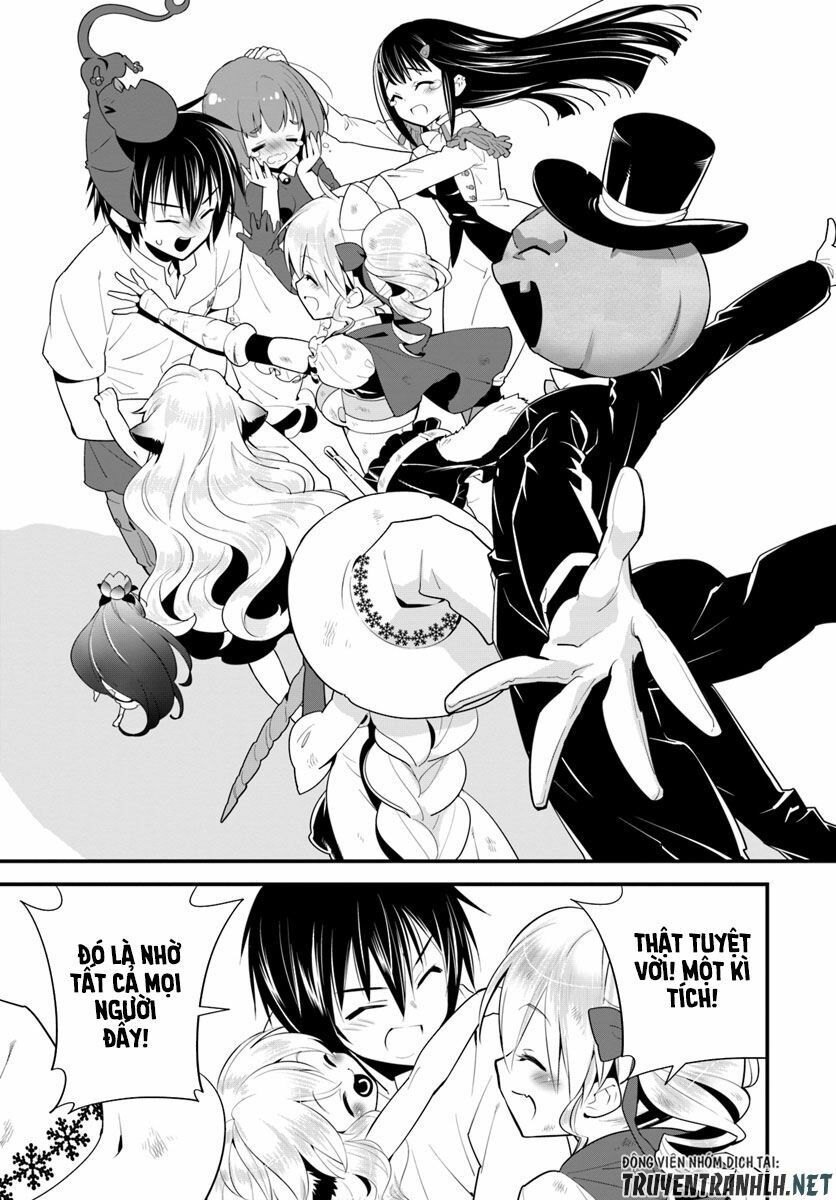 THẬT TUYỆT
VỜI! MỘT KÌ
TÍCH!
ĐÓ LÀ NHỜ
TẤT CẢ MỌI
NGƯỜI
ĐẤY!
ĐỘNG VIÊN NHÓM DỊCH TẠI:
TRUYENTRANHLH.NET